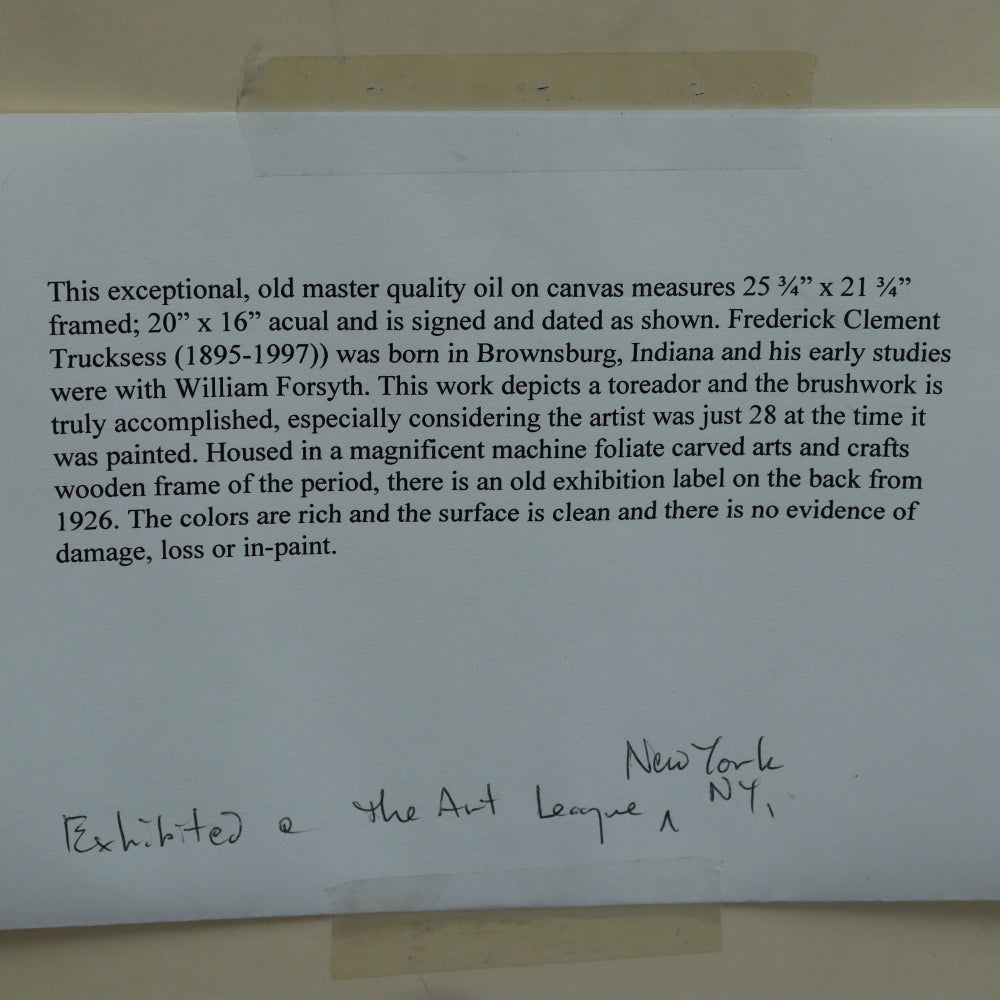 This exceptional, old master quality oil on canvas measures 25 ¾” x 21 ¾”
framed; 20” x 16” acual and is signed and dated as shown. Frederick Clement
Trucksess (1895-1997)) was born in Brownsburg, Indiana and his early studies
were with William Forsyth. This work depicts a toreador and the brushwork is
truly accomplished, especially considering the artist was just 28 at the time it
was painted. Housed in a magnificent machine foliate carved arts and crafts
wooden frame of the period, there is an old exhibition label on the back from
1926. The colors are rich and the surface is clean and there is no evidence of
damage, loss or in-paint.
New York
Exhibited @ the Art League, ^ NY,